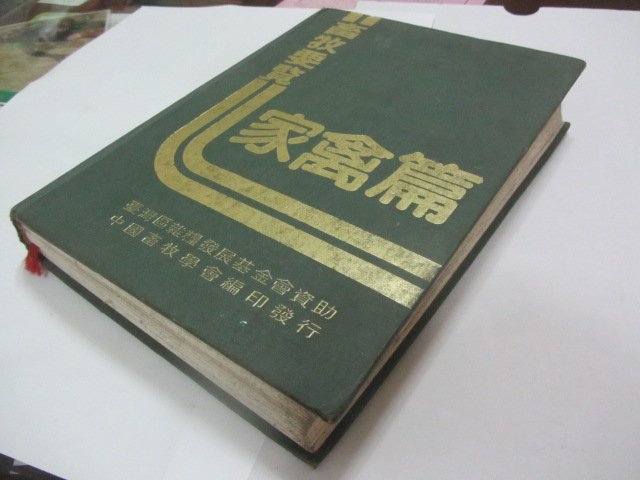 畜牧要覽
家禽篇
臺灣區雜糧發展基金會資助
中國畜牧學會編印發行